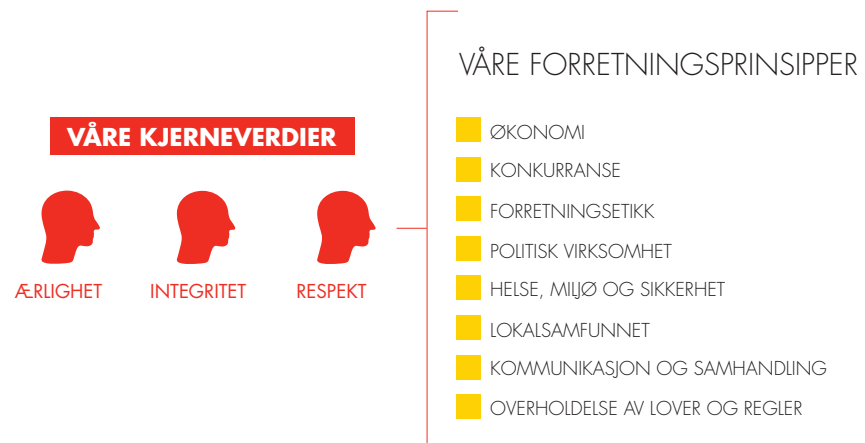 VÅRE KJERNEVERDIER
ÆRLIGHET
INTEGRITET
RESPEKT
VÅRE FORRETNINGSPRINSIPPER
ØKONOMI
KONKURRANSE
FORRETNINGSETIKK
POLITISK VIRKSOMHET
HELSE, MILJØ OG SIKKERHET
LOKALSAMFUNNET
KOMMUNIKASJON OG SAMHANDLING
OVERHOLDELSE AV LOVER OG REGLER